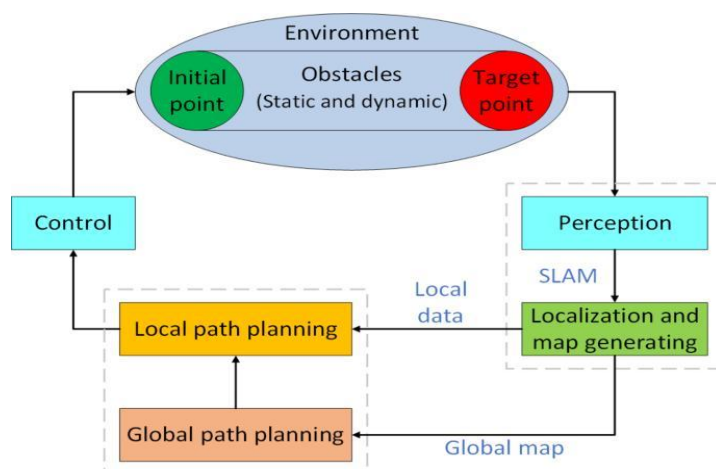 Environment
Initial
point
Obstacles
(Static and dynamic)
Target
point
Control
Perception
SLAM
Local
data
Local path planning
Localization and
map generating
Global path planning
Global map